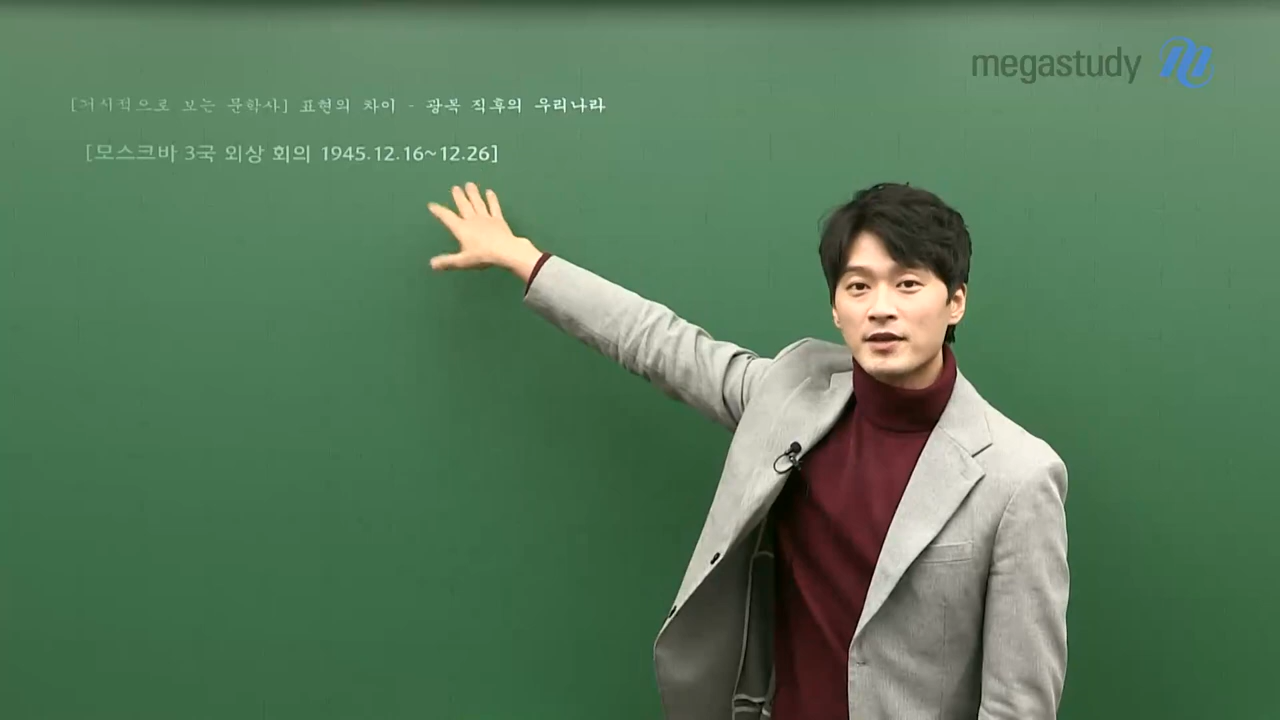 megastudy
[거시적으로 보는 문학사] 표현의 차이 - 광복 직후의 우리나라
[모스크바 3국 외상 회의 1945.12.16~12.26]